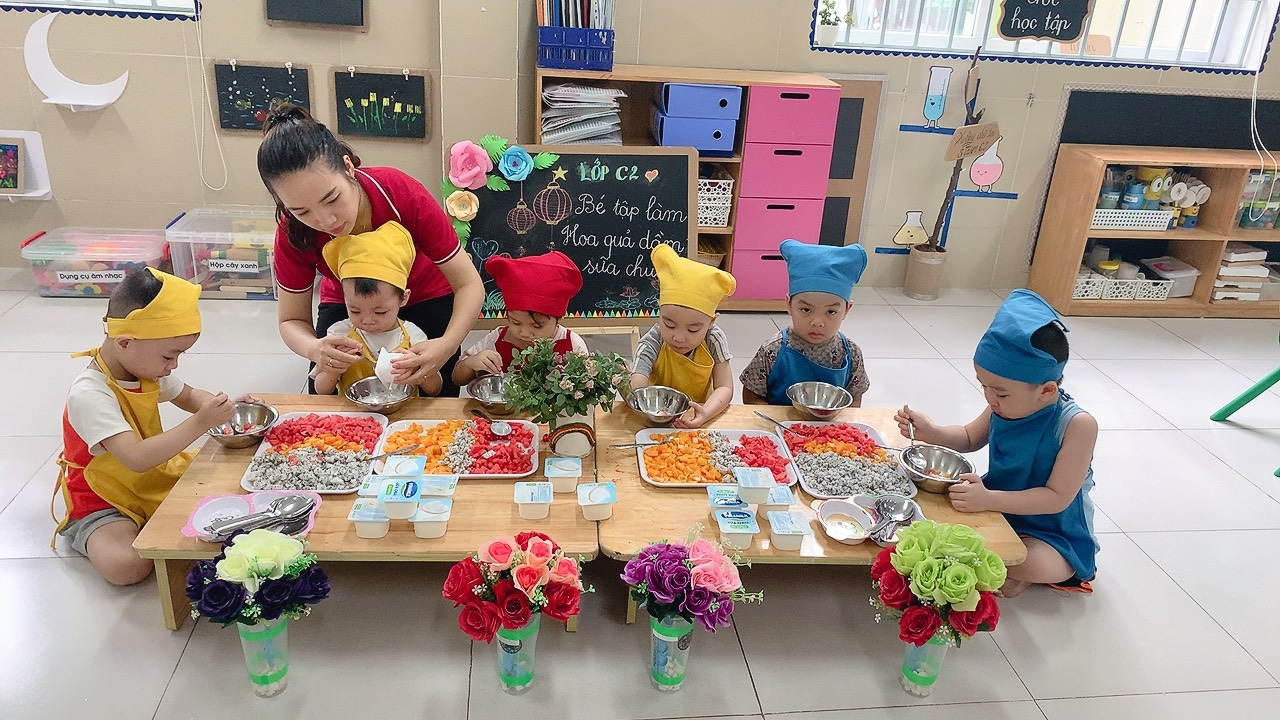 học tập
LỚP C2
Bé tập làm
Hoa quả dầm
sữa chua
Dụng cụ âm nhạc
Hộp cây xanh